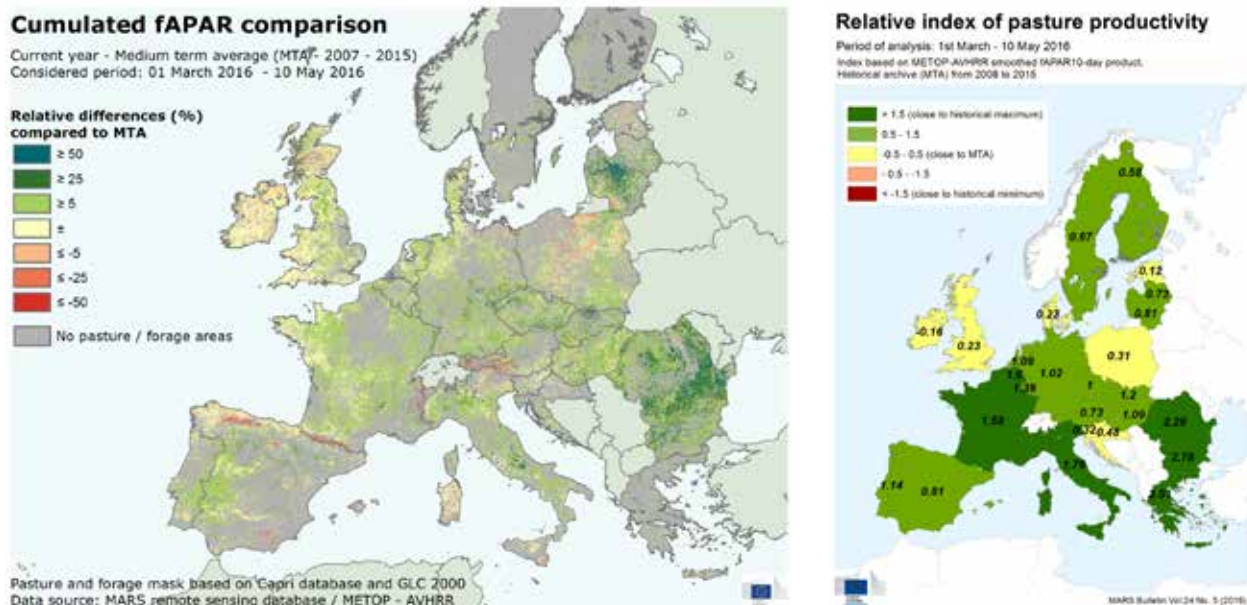 Cumulated fAPAR comparison
Current year - Medium term average (MTA - 2007 - 2015)
Considered period: 01 March 2016 - 10 May 2016
Relative differences (%)
compared to MTA
≥ 50
≥ 25
≥ 5
±
≤ -5
≤ -25
≤ -50
No pasture / forage areas
Pasture and forage mask based on Capri database and GLC 2000
Data source: MARS remote sensing database / METOP - AVHRR
Relative index of pasture productivity
Period of analysis: 1st March - 10 May 2016
Index based on METOP-AVHRR smoothed fAPAR10-day product.
Historical archive (MTA) from 2008 to 2015
> 1.5 (close to historical maximum)
0.5 - 1.5
-0.5 - 0.5 (close to MTA)
- 0.5 - -1.5
< -1.5 (close to historical minimum)
0.58
0.67
0.12
0.73
0.81
0.23
-0.16
0.23
0.31
1.09
1.02
1.39
1
1.2
0.73
1.09
0.32
0.48
1.58
2.29
2.78
1.76
1.14
0.81
MARS Bulletin Vol.24 No. 5 (2016)